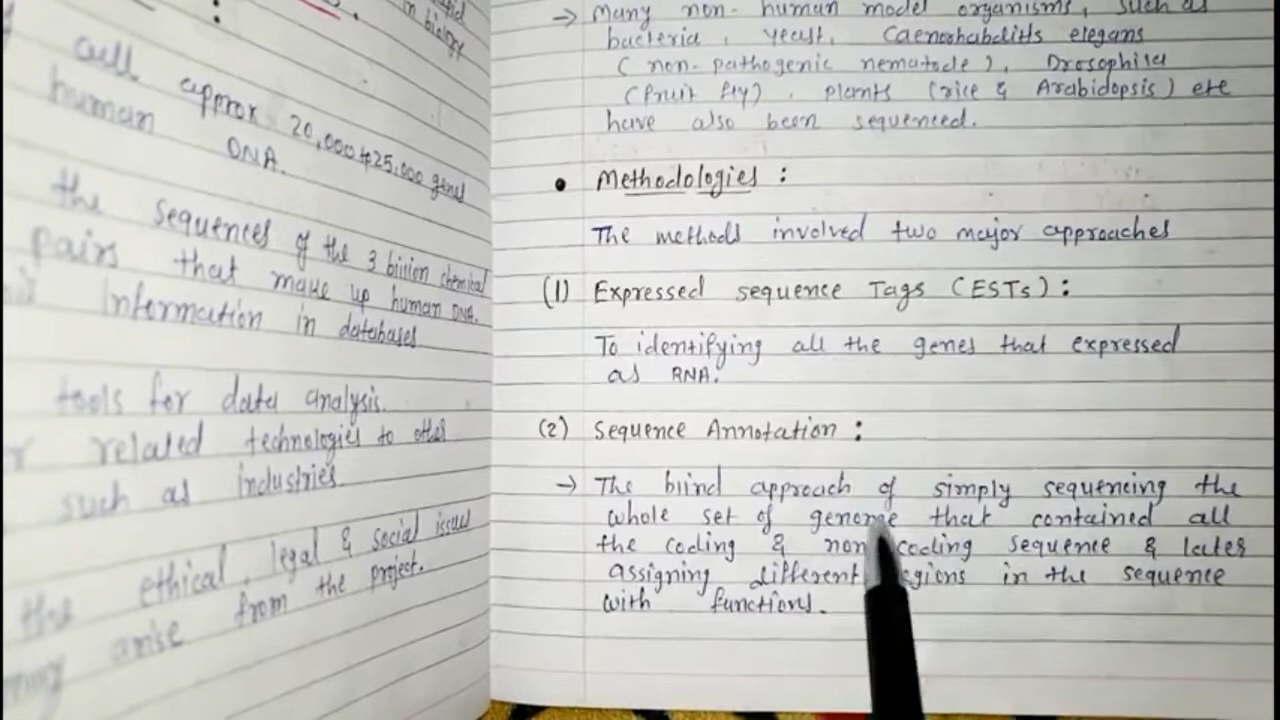 in biology
all approx 20,000 to 25,000 genes
human DNA.
the sequences of the 3 billion chemical
pairs that make up human DNA.
information in databases
tools for data analysis.
related technologies to other
such as industries
the ethical, legal & social issues
may arise from the project.
→ Many non-human model organisms, such as
bacteria, yeast, Caenorhabditis elegans
(non-pathogenic nematode), Drosophila
(fruit fly), plants (rice & Arabidopsis) etc
have also been sequenced.
• Methodologies :
The methods involved two major approaches
(1) Expressed sequence Tags (ESTs) :
To identifying all the genes that expressed
as RNA.
(2) Sequence Annotation :
→ The blind approach of simply sequencing the
whole set of genome that contained all
the coding & non coding sequence & later
assigning different regions in the sequence
with functions.